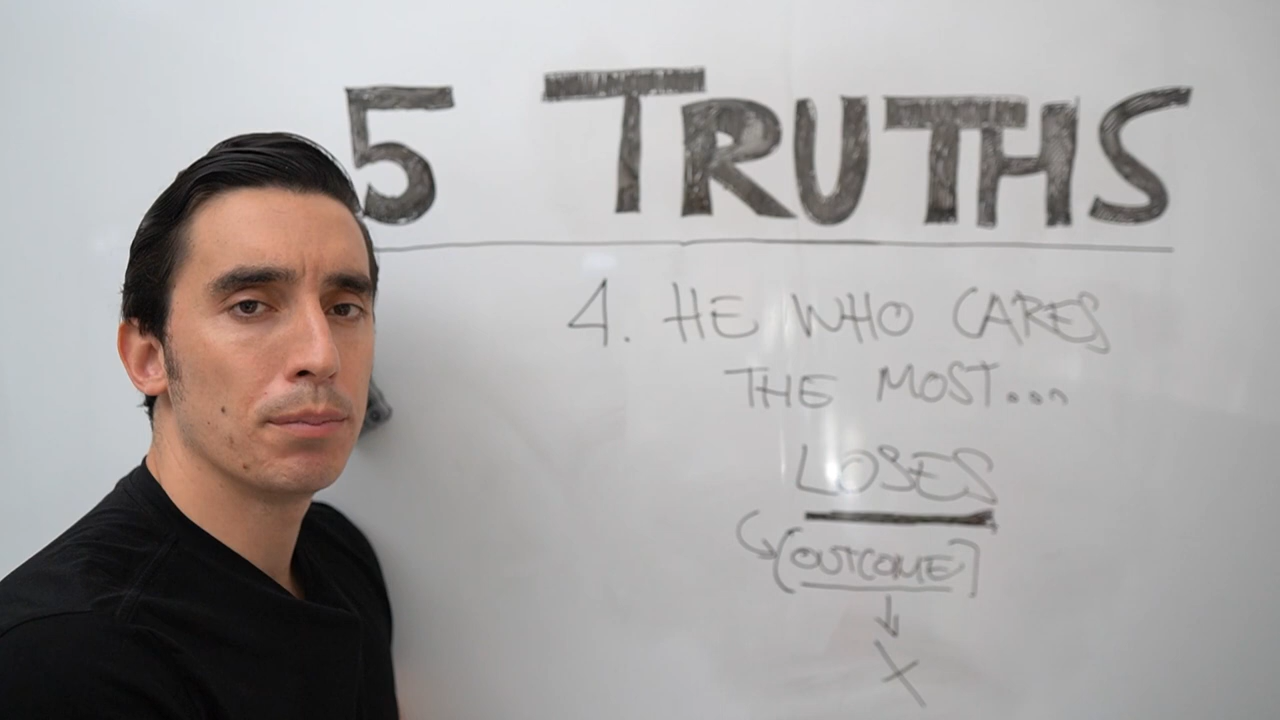 5 TRUTHS
4. HE WHO CARES
THE MOST...
LOSES
(OUTCOME]
X